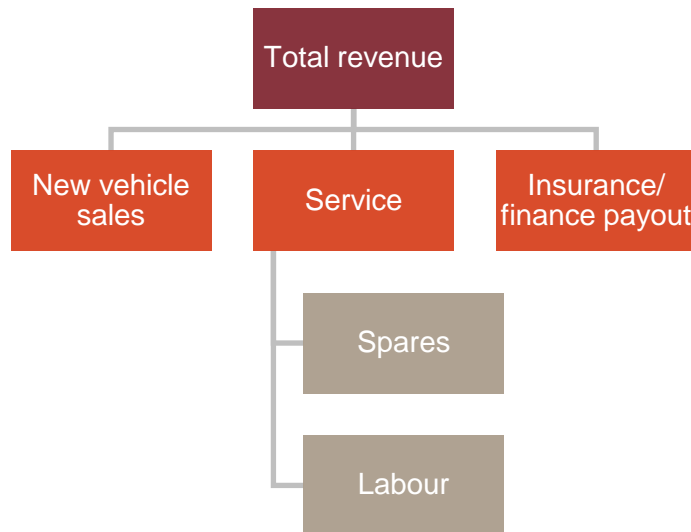 Total revenue
New vehicle
sales
Service
Insurance/
finance payout
Spares
Labour